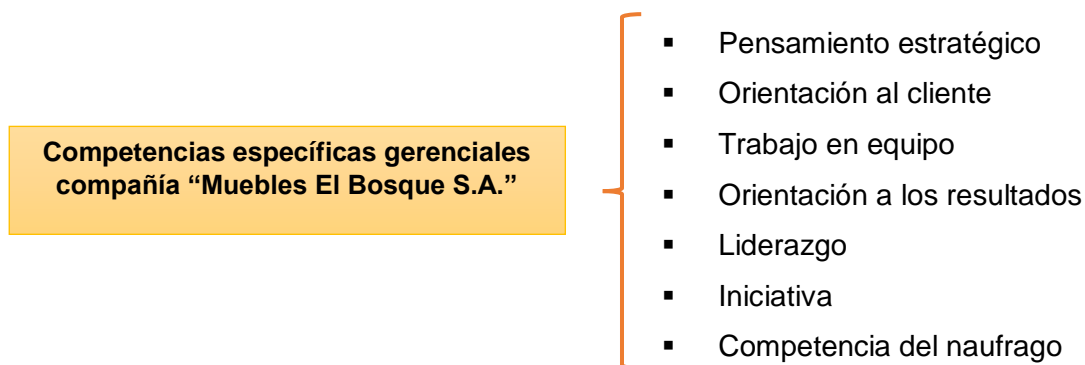 Competencias específicas gerenciales
compañía “Muebles El Bosque S.A.”
▪ Pensamiento estratégico
▪ Orientación al cliente
▪ Trabajo en equipo
▪ Orientación a los resultados
▪ Liderazgo
▪ Iniciativa
▪ Competencia del naufrago